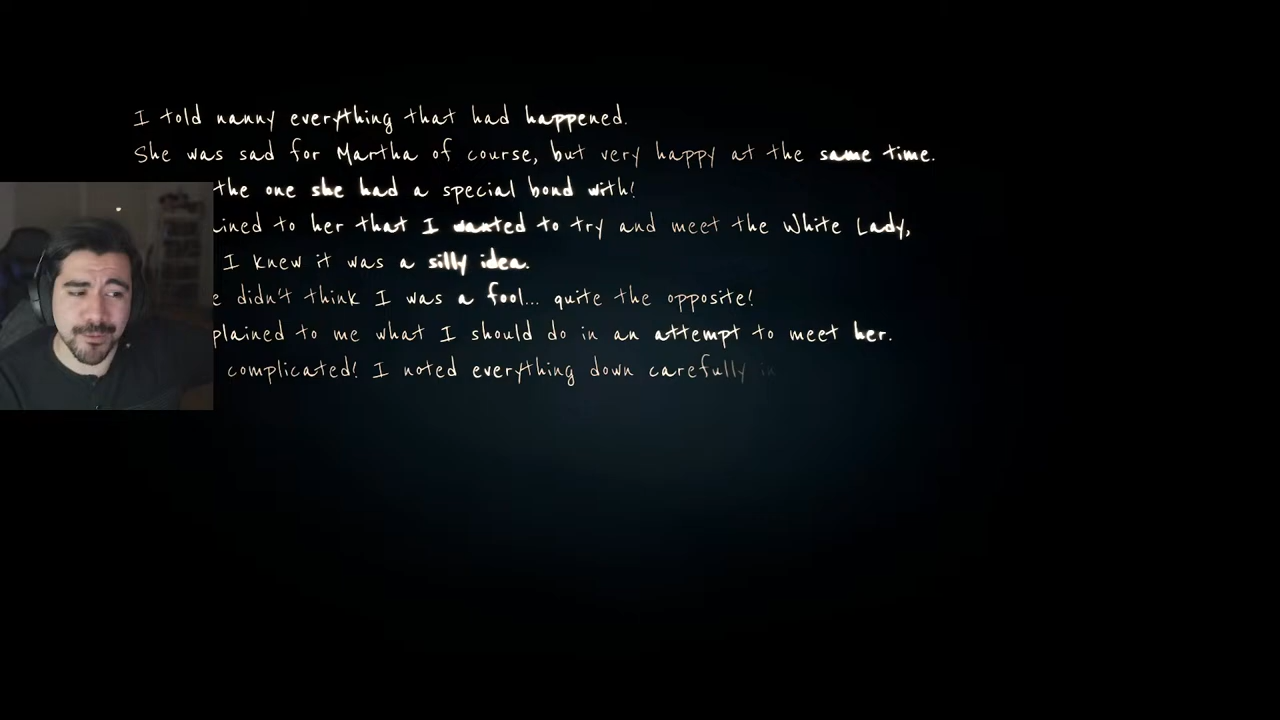 I told nanny everything that had happened.
She was sad for Martha of course, but very happy at the same time.
the one she had a special bond with!
to her that I wanted to try and meet the White Lady,
I knew it was a silly idea.
didn't think I was a fool... quite the opposite!
to me what I should do in an attempt to meet her.
complicated! I noted everything down carefully in